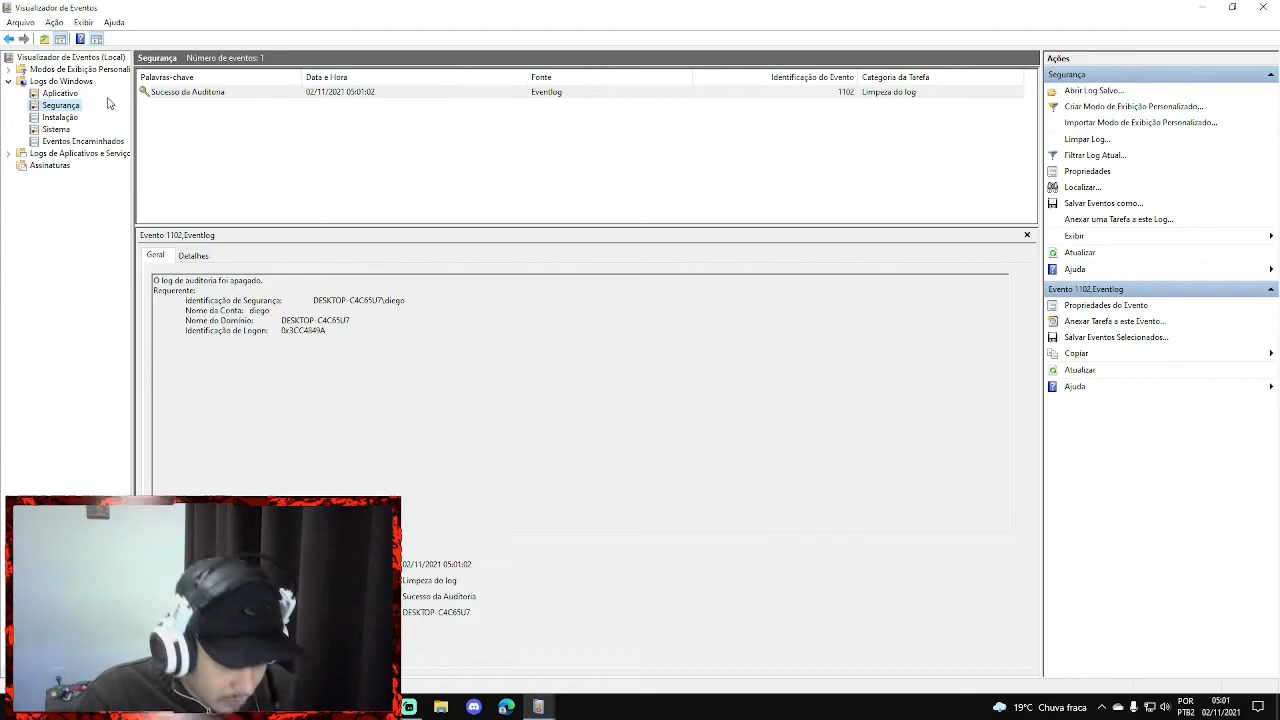 Visualizador de Eventos
Arquivo Ação Exibir Ajuda
Visualizador de Eventos (Local)
Modos de Exibição Personali
Logs do Windows
Aplicativo
Segurança
Instalação
Sistema
Eventos Encaminhados
Logs de Aplicativos e Serviço
Assinaturas
Segurança Número de eventos: 1
Palavras-chave Data e Hora Fonte Identificação do Evento Categoria da Tarefa
Sucesso da Auditoria 02/11/2021 05:01:02 Eventlog 1102 Limpeza do log
Evento 1102,Eventlog
Geral Detalhes
O log de auditoria foi apagado.
Requerente:
Identificação de Segurança: DESKTOP-C4C65U7\diego
Nome da Conta: diego
Nome do Domínio: DESKTOP-C4C65U7
Identificação de Logon: 0x3CC4849A
02/11/2021 05:01:02
Limpeza do log
Sucesso da Auditoria
DESKTOP-C4C65U7
Ações
Segurança
Abrir Log Salvo...
Criar Modo de Exibição Personalizado...
Importar Modo de Exibição Personalizado...
Limpar Log...
Filtrar Log Atual...
Propriedades
Localizar...
Salvar Eventos como...
Anexar uma Tarefa a este Log...
Exibir
Atualizar
Ajuda
Evento 1102,Eventlog
Propriedades do Evento
Anexar Tarefa a este Evento...
Salvar Eventos Selecionados...
Copiar
Atualizar
Ajuda
19°C Chuva fraca
POR
PTB2
05:01
02/11/2021